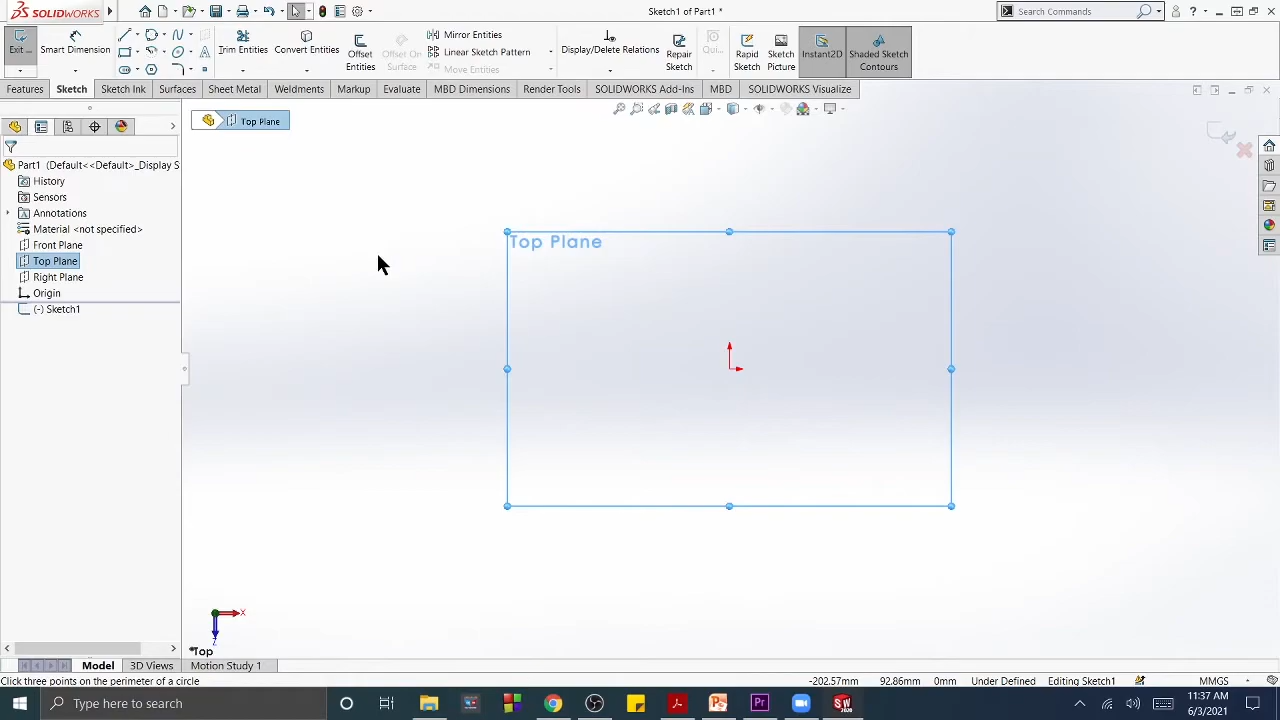 SOLIDWORKS
Sketch1 of Part1 *
Search Commands
Exit ...
Smart Dimension
Trim Entities
Convert Entities
Offset Entities
Offset On Surface
Mirror Entities
Linear Sketch Pattern
Move Entities
Display/Delete Relations
Repair Sketch
Qui...
Rapid Sketch
Sketch Picture
Instant2D
Shaded Sketch Contours
Features
Sketch
Sketch Ink
Surfaces
Sheet Metal
Weldments
Markup
Evaluate
MBD Dimensions
Render Tools
SOLIDWORKS Add-Ins
MBD
SOLIDWORKS Visualize
Top Plane
Part1 (Default<<Default>_Display S
History
Sensors
Annotations
Material <not specified>
Front Plane
Top Plane
Right Plane
Origin
(-) Sketch1
Top Plane
X
Z
*Top
Model
3D Views
Motion Study 1
Click three points on the perimeter of a circle
-202.57mm
92.86mm
0mm
Under Defined
Editing Sketch1
MMGS
Type here to search
Pr
SW
2020
11:37 AM
6/3/2021